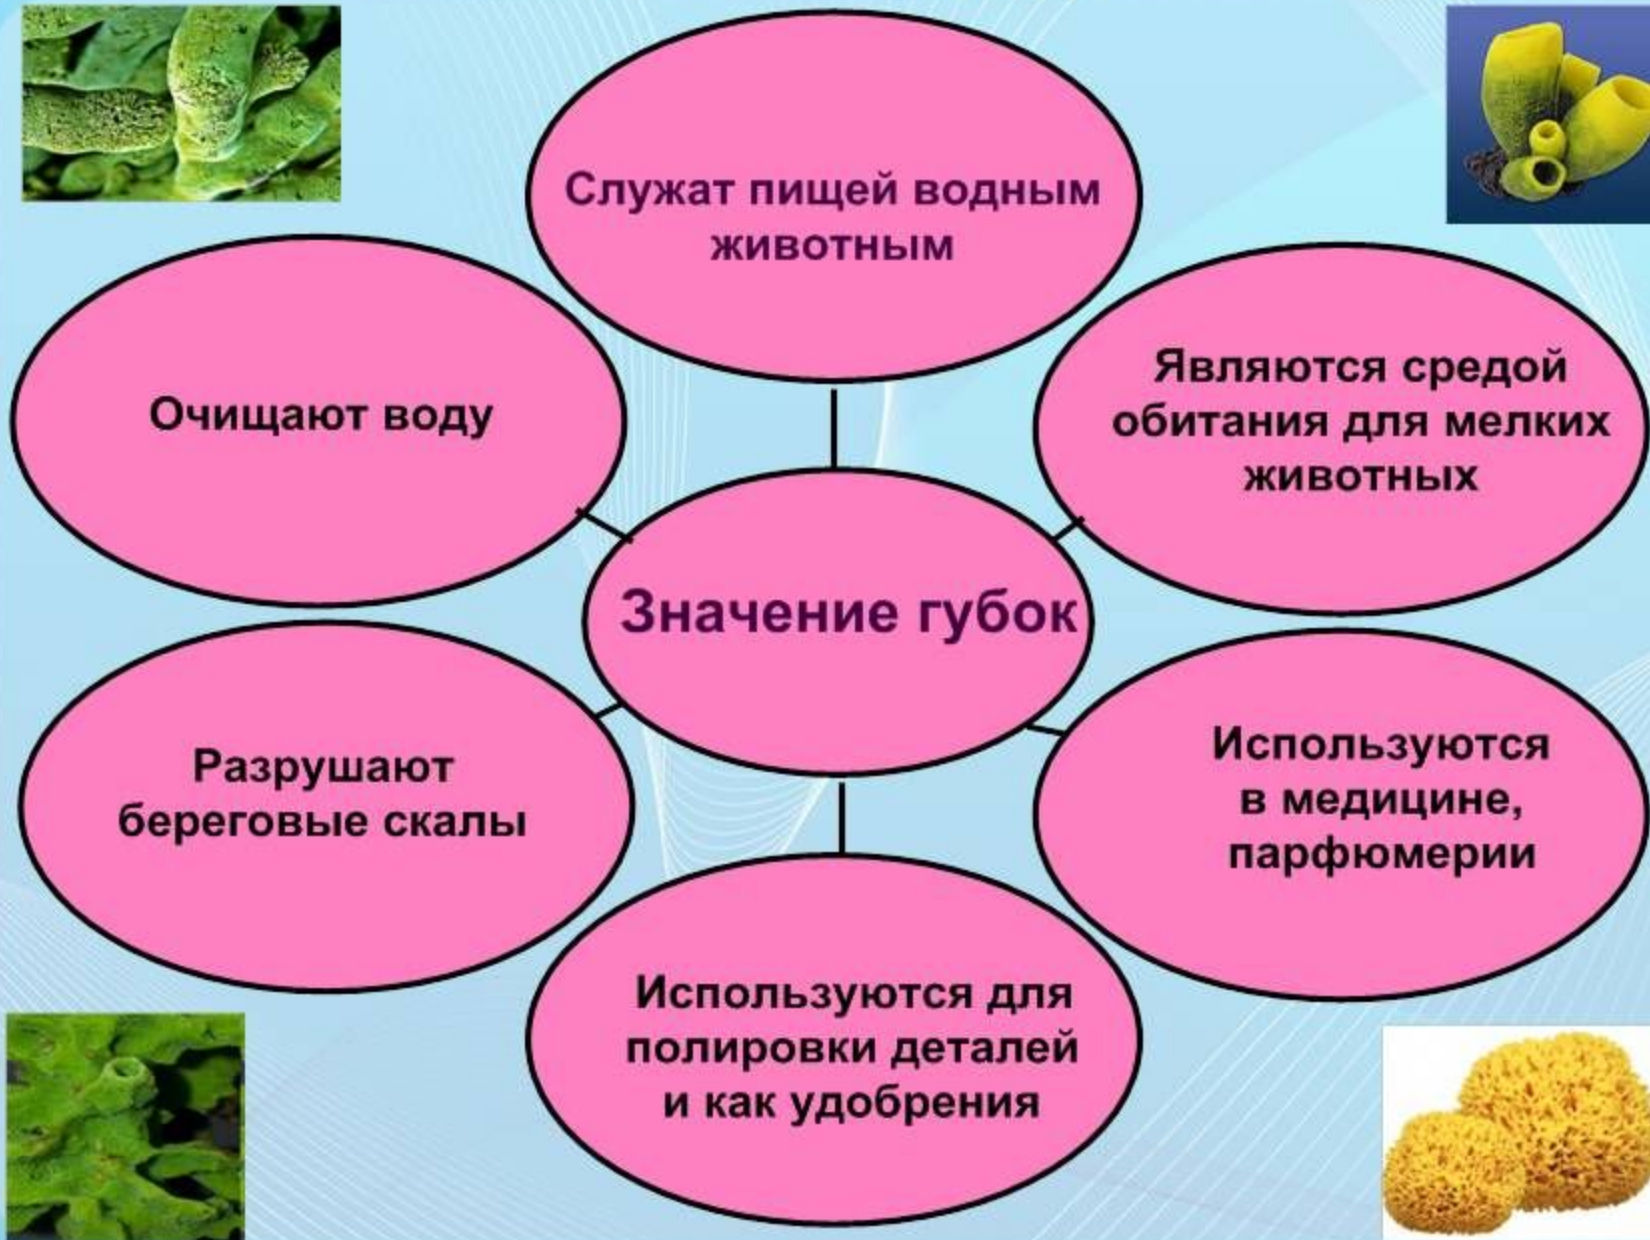 Служат пищей водным
животным
Очищают воду
Являются средой
обитания для мелких
животных
Значение губок
Разрушают
береговые скалы
Используются
в медицине,
парфюмерии
Используются для
полировки деталей
и как удобрения